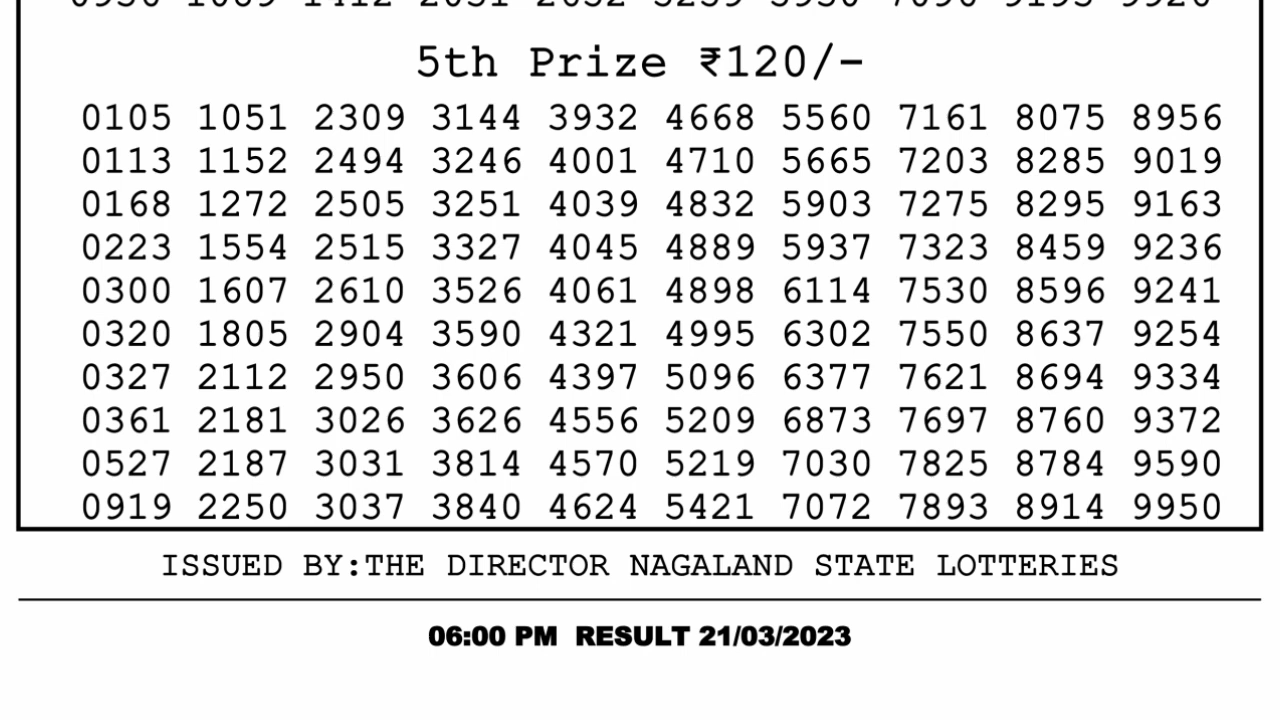 5th Prize ₹120/-
0105 1051 2309 3144 3932 4668 5560 7161 8075 8956
0113 1152 2494 3246 4001 4710 5665 7203 8285 9019
0168 1272 2505 3251 4039 4832 5903 7275 8295 9163
0223 1554 2515 3327 4045 4889 5937 7323 8459 9236
0300 1607 2610 3526 4061 4898 6114 7530 8596 9241
0320 1805 2904 3590 4321 4995 6302 7550 8637 9254
0327 2112 2950 3606 4397 5096 6377 7621 8694 9334
0361 2181 3026 3626 4556 5209 6873 7697 8760 9372
0527 2187 3031 3814 4570 5219 7030 7825 8784 9590
0919 2250 3037 3840 4624 5421 7072 7893 8914 9950
ISSUED BY:THE DIRECTOR NAGALAND STATE LOTTERIES
06:00 PM RESULT 21/03/2023